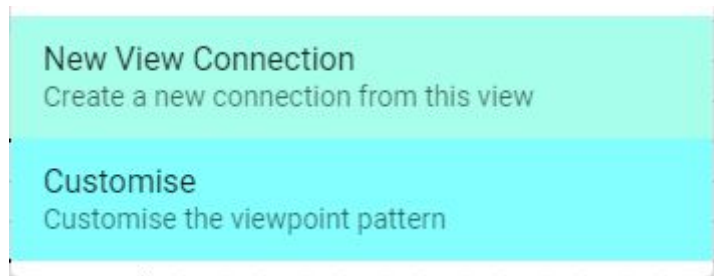 New View Connection
Create a new connection from this view
Customise
Customise the viewpoint pattern